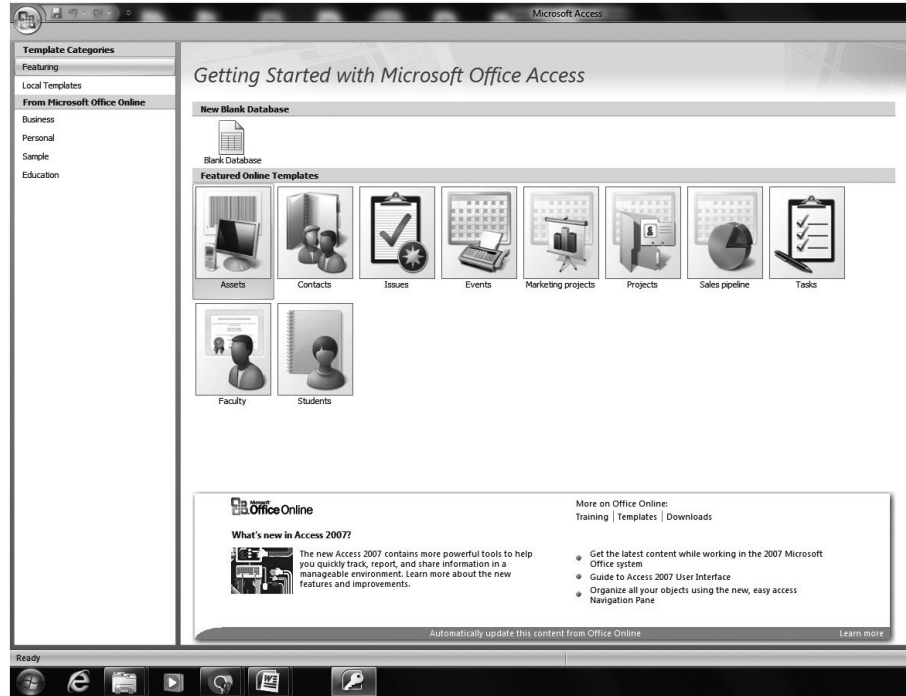 Microsoft Access
Template Categories
Featuring
Local Templates
From Microsoft Office Online
Business
Personal
Sample
Education
Getting Started with Microsoft Office Access
New Blank Database
Blank Database
Featured Online Templates
Assets
Contacts
Issues
Events
Marketing projects
Projects
Sales pipeline
Tasks
Faculty
Students
Microsoft
Office Online
What's new in Access 2007?
The new Access 2007 contains more powerful tools to help
you quickly track, report, and share information in a
manageable environment. Learn more about the new
features and improvements.
More on Office Online:
Training | Templates | Downloads
Get the latest content while working in the 2007 Microsoft
Office system
Guide to Access 2007 User Interface
Organize all your objects using the new, easy access
Navigation Pane
Automatically update this content from Office Online
Learn more
Ready